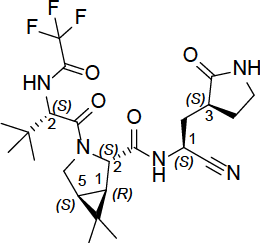 F
F F
O NH
HN O
(S)
2 O O
(S) 3
N (S) 1
2 N H (S)
5 1 N
(S) (R)